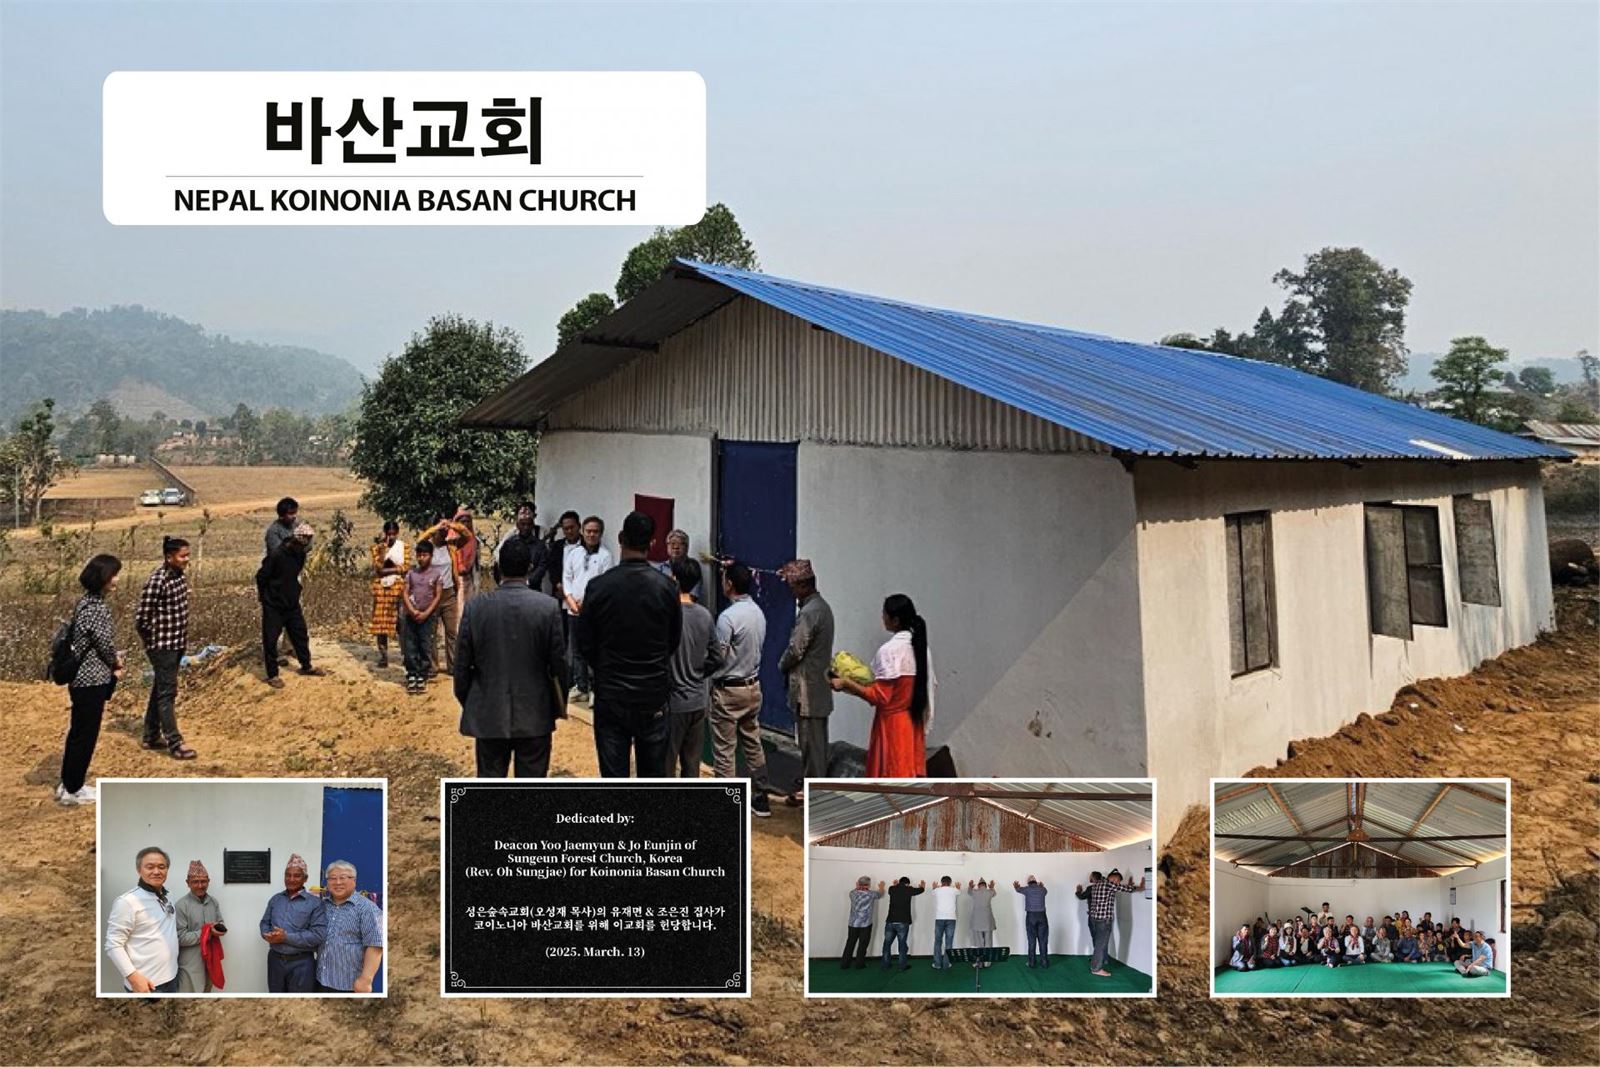 바산교회
NEPAL KOINONIA BASAN CHURCH
Dedicated by:
Deacon Yoo Jaemyun & Jo Eunjin of
Sungeun Forest Church, Korea
(Rev. Oh Sungjae) for Koinonia Basan Church
성은숲속교회(오성재 목사)의 유재면 & 조은진 집사가
코이노니아 바산교회를 위해 이교회를 헌당합니다.
(2025. March. 13)